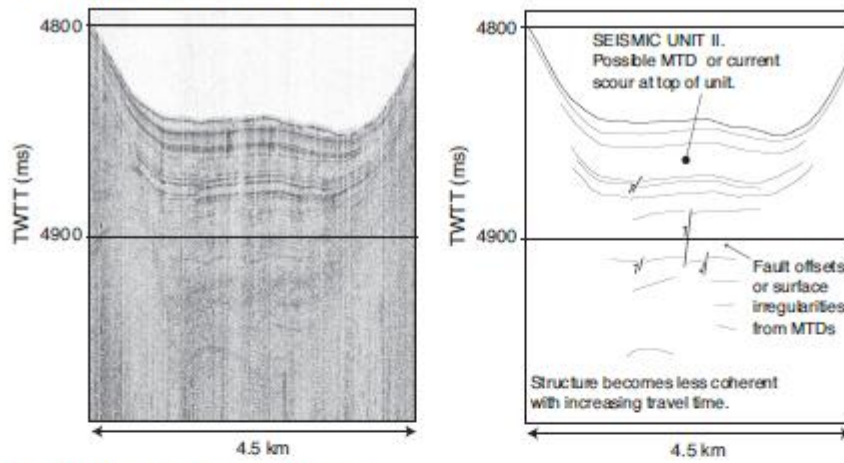 4800
4900
TWTT (ms)
4.5 km
4800
SEISMIC UNIT II.
Possible MTD or current
scour at top of unit.
TWTT (ms)
4900
Fault offsets
or surface
irregularities
from MTDs
Structure becomes less coherent
with increasing travel time.
4.5 km